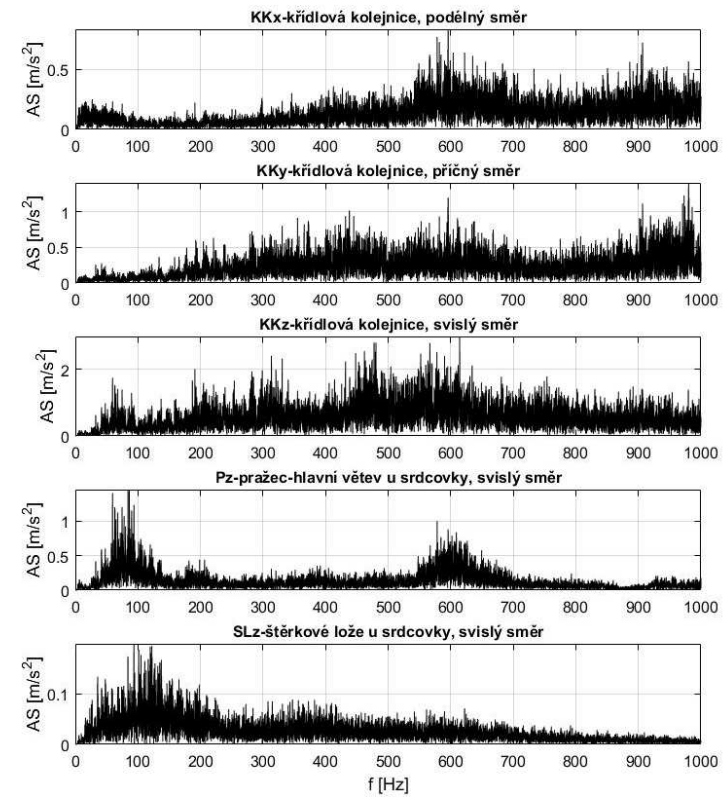 KKx-křídlová kolejnice, podélný směr
AS [m/s²]
0.5
0
0 100 200 300 400 500 600 700 800 900 1000
KKy-křídlová kolejnice, příčný směr
AS [m/s²]
1
0.5
0
0 100 200 300 400 500 600 700 800 900 1000
KKz-křídlová kolejnice, svislý směr
AS [m/s²]
2
0
0 100 200 300 400 500 600 700 800 900 1000
Pz-pražec-hlavní větev u srdcovky, svislý směr
AS [m/s²]
1
0.5
0
0 100 200 300 400 500 600 700 800 900 1000
SLz-štěrkové lože u srdcovky, svislý směr
AS [m/s²]
0.1
0
0 100 200 300 400 500 600 700 800 900 1000
f [Hz]